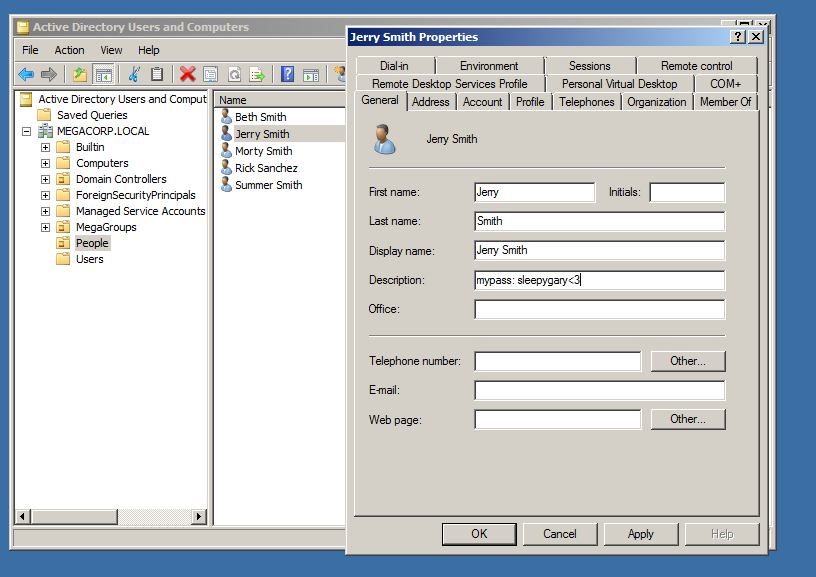 Active Directory Users and Computers
File Action View Help
Active Directory Users and Comput
Saved Queries
MEGACORP.LOCAL
Builtin
Computers
Domain Controllers
ForeignSecurityPrincipals
Managed Service Accounts
MegaGroups
People
Users
Name
Beth Smith
Jerry Smith
Morty Smith
Rick Sanchez
Summer Smith
Jerry Smith Properties
Dial-in Environment Sessions Remote control
Remote Desktop Services Profile Personal Virtual Desktop COM+
General Address Account Profile Telephones Organization Member Of
Jerry Smith
First name: Jerry Initials:
Last name: Smith
Display name: Jerry Smith
Description: mypass: sleepygary<3
Office:
Telephone number: Other...
E-mail:
Web page: Other...
OK Cancel Apply Help